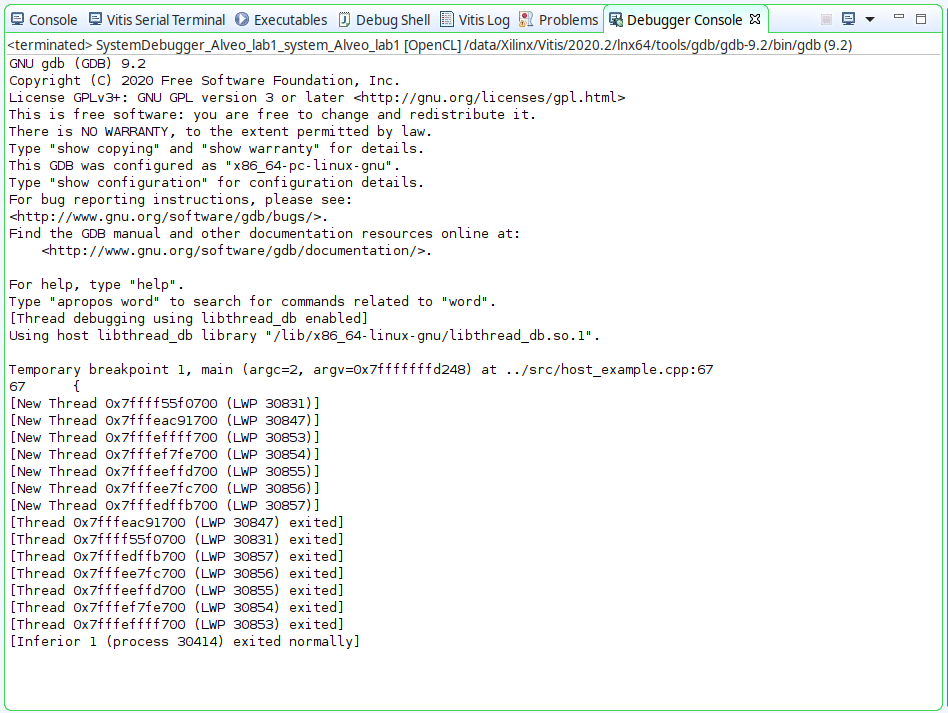 Console Vitis Serial Terminal Executables Debug Shell Vitis Log Problems Debugger Console
<terminated> SystemDebugger_Alveo_lab1_system_Alveo_lab1 [OpenCL] /data/Xilinx/Vitis/2020.2/lnx64/tools/gdb/gdb-9.2/bin/gdb (9.2)
GNU gdb (GDB) 9.2
Copyright (C) 2020 Free Software Foundation, Inc.
License GPLv3+: GNU GPL version 3 or later <http://gnu.org/licenses/gpl.html>
This is free software: you are free to change and redistribute it.
There is NO WARRANTY, to the extent permitted by law.
Type "show copying" and "show warranty" for details.
This GDB was configured as "x86_64-pc-linux-gnu".
Type "show configuration" for configuration details.
For bug reporting instructions, please see:
<http://www.gnu.org/software/gdb/bugs/>.
Find the GDB manual and other documentation resources online at:
    <http://www.gnu.org/software/gdb/documentation/>.

For help, type "help".
Type "apropos word" to search for commands related to "word".
[Thread debugging using libthread_db enabled]
Using host libthread_db library "/lib/x86_64-linux-gnu/libthread_db.so.1".

Temporary breakpoint 1, main (argc=2, argv=0x7fffffffd248) at ../src/host_example.cpp:67
67      {
[New Thread 0x7ffff55f0700 (LWP 30831)]
[New Thread 0x7fffeac91700 (LWP 30847)]
[New Thread 0x7fffeffff700 (LWP 30853)]
[New Thread 0x7fffef7fe700 (LWP 30854)]
[New Thread 0x7fffeeffd700 (LWP 30855)]
[New Thread 0x7fffee7fc700 (LWP 30856)]
[New Thread 0x7fffedffb700 (LWP 30857)]
[Thread 0x7fffeac91700 (LWP 30847) exited]
[Thread 0x7ffff55f0700 (LWP 30831) exited]
[Thread 0x7fffedffb700 (LWP 30857) exited]
[Thread 0x7fffee7fc700 (LWP 30856) exited]
[Thread 0x7fffeeffd700 (LWP 30855) exited]
[Thread 0x7fffef7fe700 (LWP 30854) exited]
[Thread 0x7fffeffff700 (LWP 30853) exited]
[Inferior 1 (process 30414) exited normally]